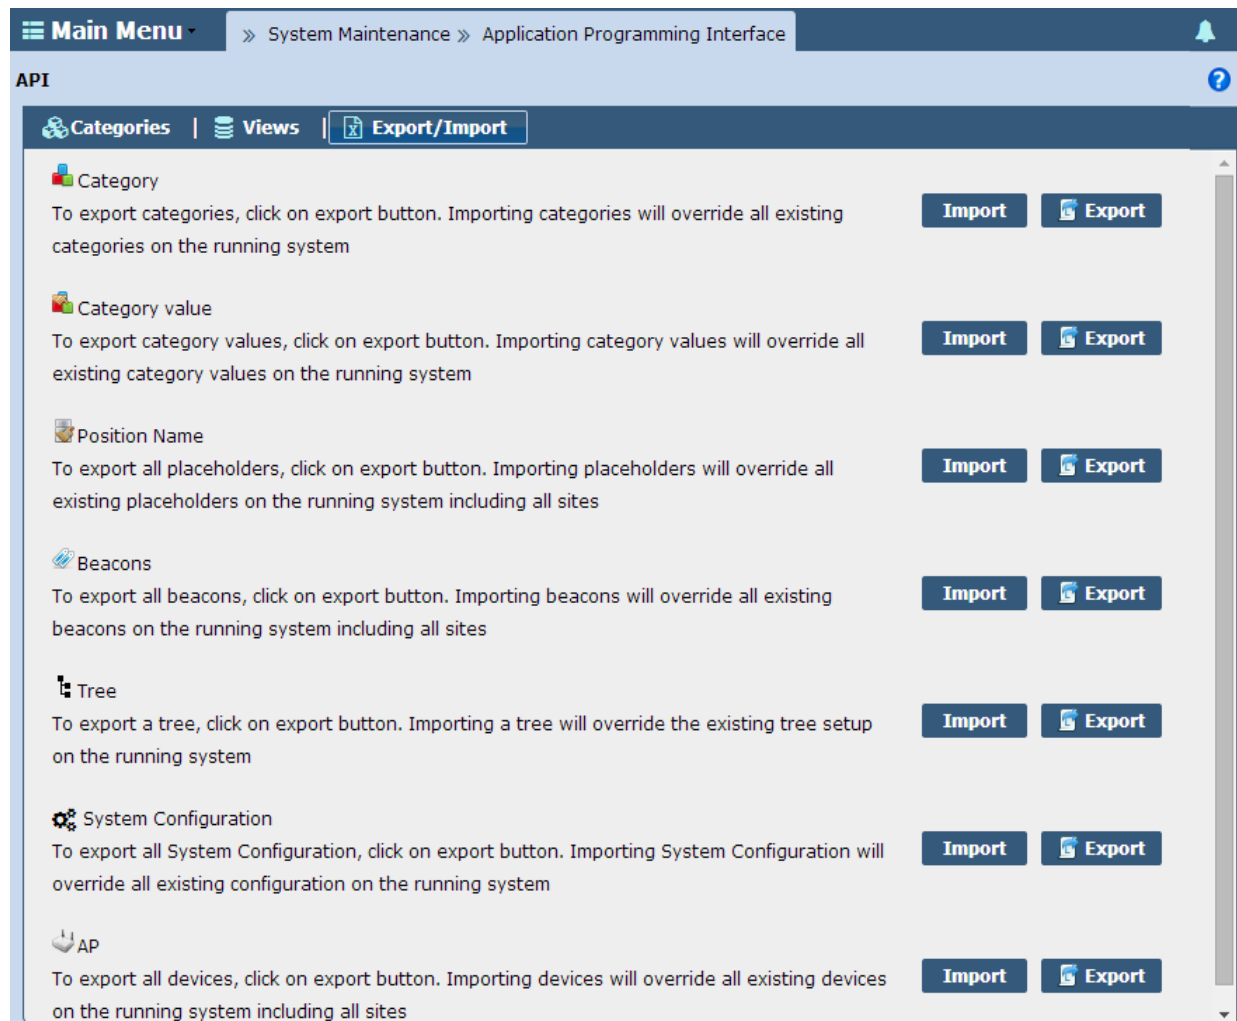 Main Menu » System Maintenance » Application Programming Interface
API
Categories | Views | Export/Import
Category
To export categories, click on export button. Importing categories will override all existing
categories on the running system
Import Export
Category value
To export category values, click on export button. Importing category values will override all
existing category values on the running system
Import Export
Position Name
To export all placeholders, click on export button. Importing placeholders will override all
existing placeholders on the running system including all sites
Import Export
Beacons
To export all beacons, click on export button. Importing beacons will override all existing
beacons on the running system including all sites
Import Export
Tree
To export a tree, click on export button. Importing a tree will override the existing tree setup
on the running system
Import Export
System Configuration
To export all System Configuration, click on export button. Importing System Configuration will
override all existing configuration on the running system
Import Export
AP
To export all devices, click on export button. Importing devices will override all existing devices
on the running system including all sites
Import Export